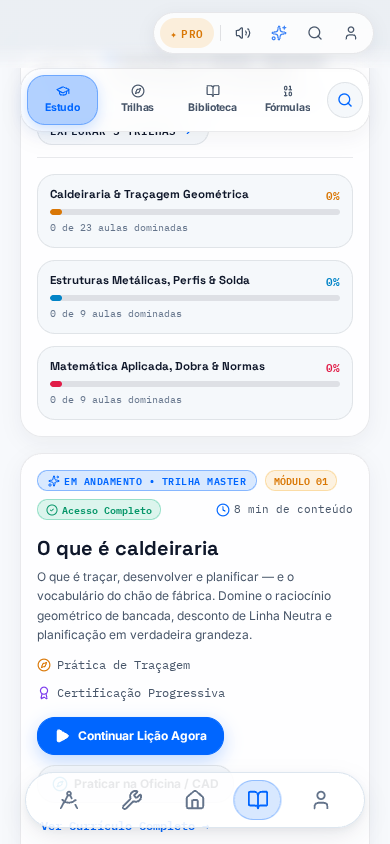 PRO
Estudo
Trilhas
Biblioteca
Fórmulas
EXPLORAR 3 TRILHAS
Caldeiraria & Traçagem Geométrica
0%
0 de 23 aulas dominadas
Estruturas Metálicas, Perfis & Solda
0%
0 de 9 aulas dominadas
Matemática Aplicada, Dobra & Normas
0%
0 de 9 aulas dominadas
EM ANDAMENTO • TRILHA MASTER
MÓDULO 01
Acesso Completo
8 min de conteúdo
O que é caldeiraria
O que é traçar, desenvolver e planificar — e o
vocabulário do chão de fábrica. Domine o raciocínio
geométrico de bancada, desconto de Linha Neutra e
planificação em verdadeira grandeza.
Prática de Traçagem
Certificação Progressiva
Continuar Lição Agora
Praticar na Oficina / CAD
Ver Currículo Completo